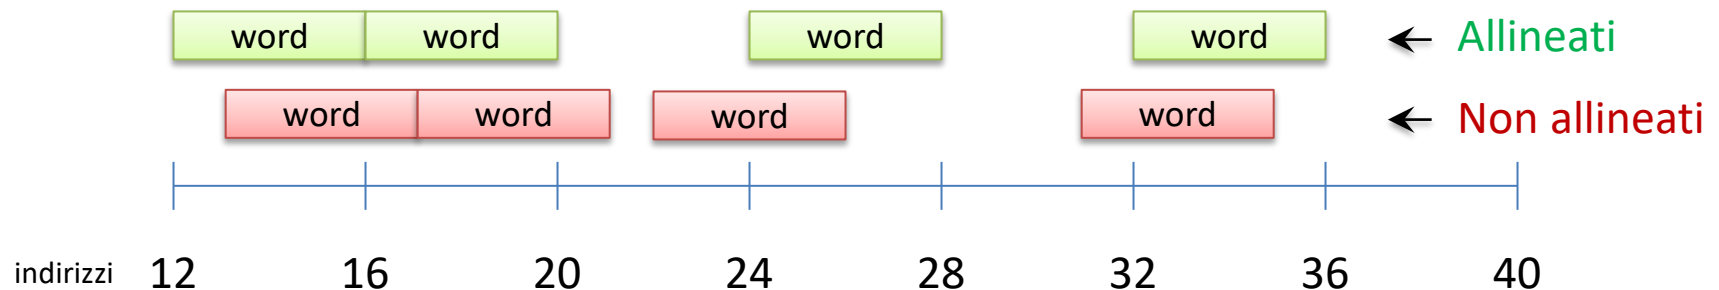 word word word word ← Allineati
word word word word ← Non allineati
indirizzi 12 16 20 24 28 32 36 40